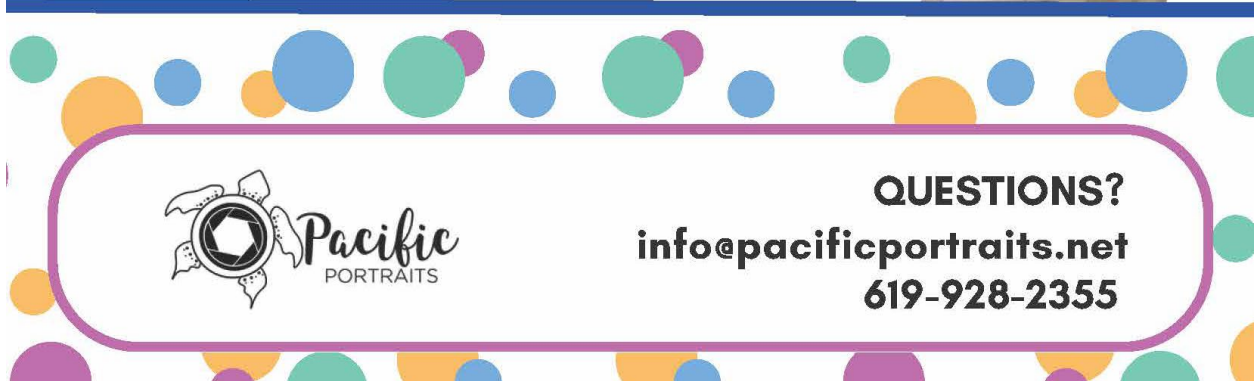 Pacific
PORTRAITS
QUESTIONS?
info@pacificportraits.net
619-928-2355